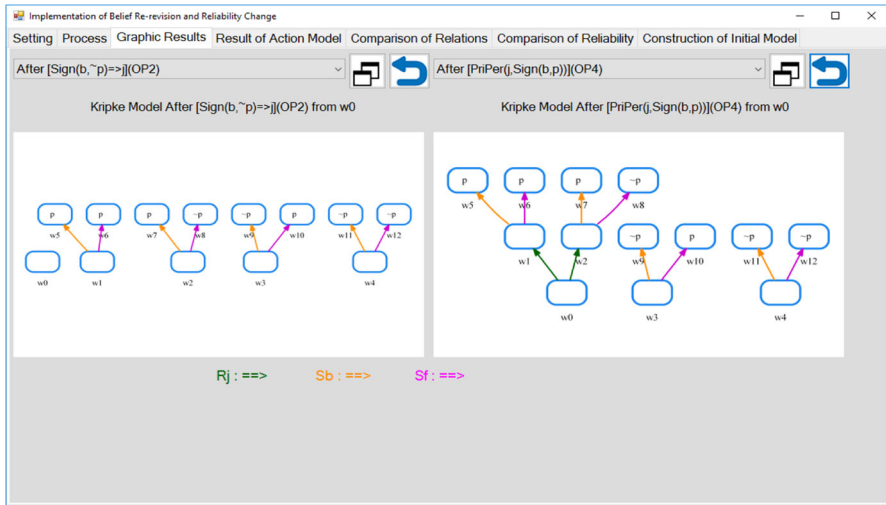 Implementation of Belief Re-revision and Reliability Change
Setting Process Graphic Results Result of Action Model Comparison of Relations Comparison of Reliability Construction of Initial Model
After [Sign(b,~p)=>j](OP2)
After [PriPer(j,Sign(b,p))](OP4)
Kripke Model After [Sign(b,~p)=>j](OP2) from w0
Kripke Model After [PriPer(j,Sign(b,p))](OP4) from w0
p p p ~p ~p p ~p ~p
w5 w6 w7 w8 w9 w10 w11 w12
w0 w1 w2 w3 w4
p p p ~p
w5 w6 w7 w8
~p p ~p ~p
w1 w2 w9 w10 w11 w12
w0 w3 w4
Rj : ==> Sb : ==> Sf : ==>